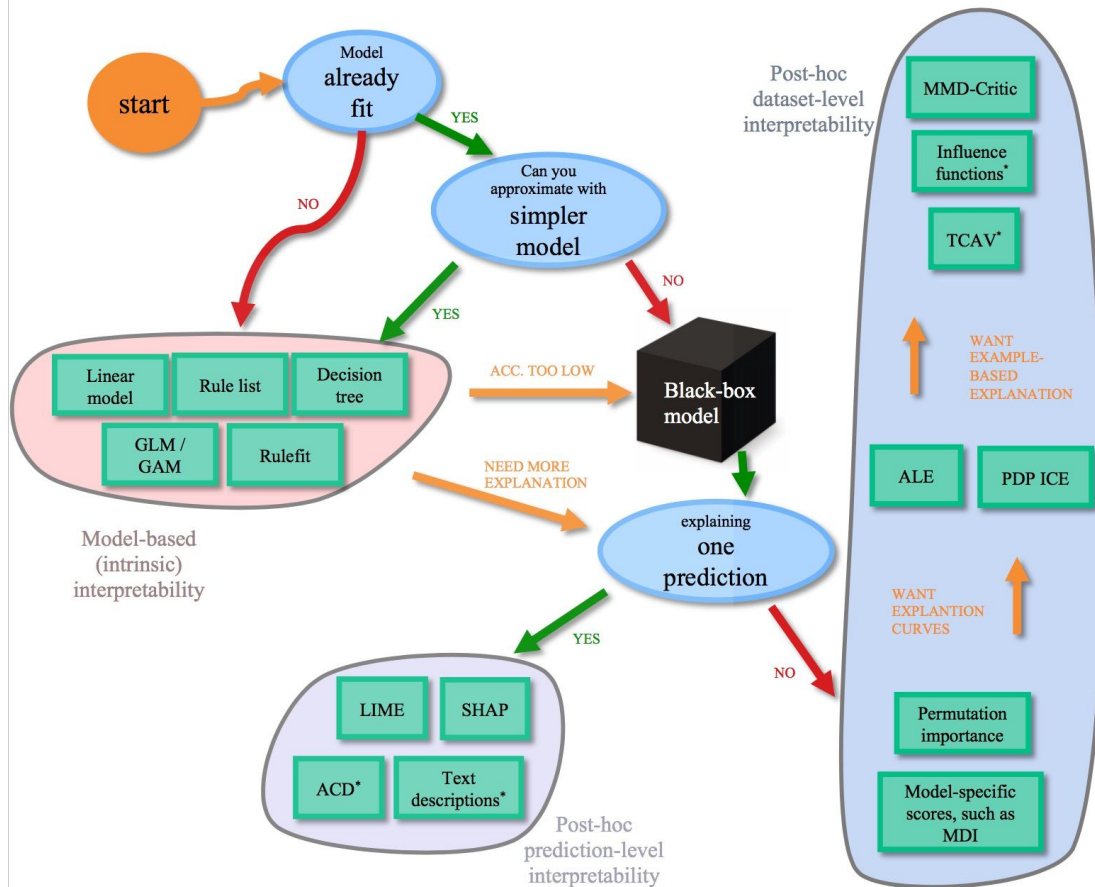 start
Model
already
fit
YES
NO
Can you
approximate with
simpler
model
YES
NO
Linear
model
Rule list
Decision
tree
GLM /
GAM
Rulefit
Model-based
(intrinsic)
interpretability
ACC. TOO LOW
NEED MORE
EXPLANATION
Black-box
model
explaining
one
prediction
YES
NO
LIME
SHAP
ACD*
Text
descriptions*
Post-hoc
prediction-level
interpretability
Post-hoc
dataset-level
interpretability
MMD-Critic
Influence
functions*
TCAV*
WANT
EXAMPLE-
BASED
EXPLANATION
ALE
PDP ICE
WANT
EXPLANTION
CURVES
Permutation
importance
Model-specific
scores, such as
MDI